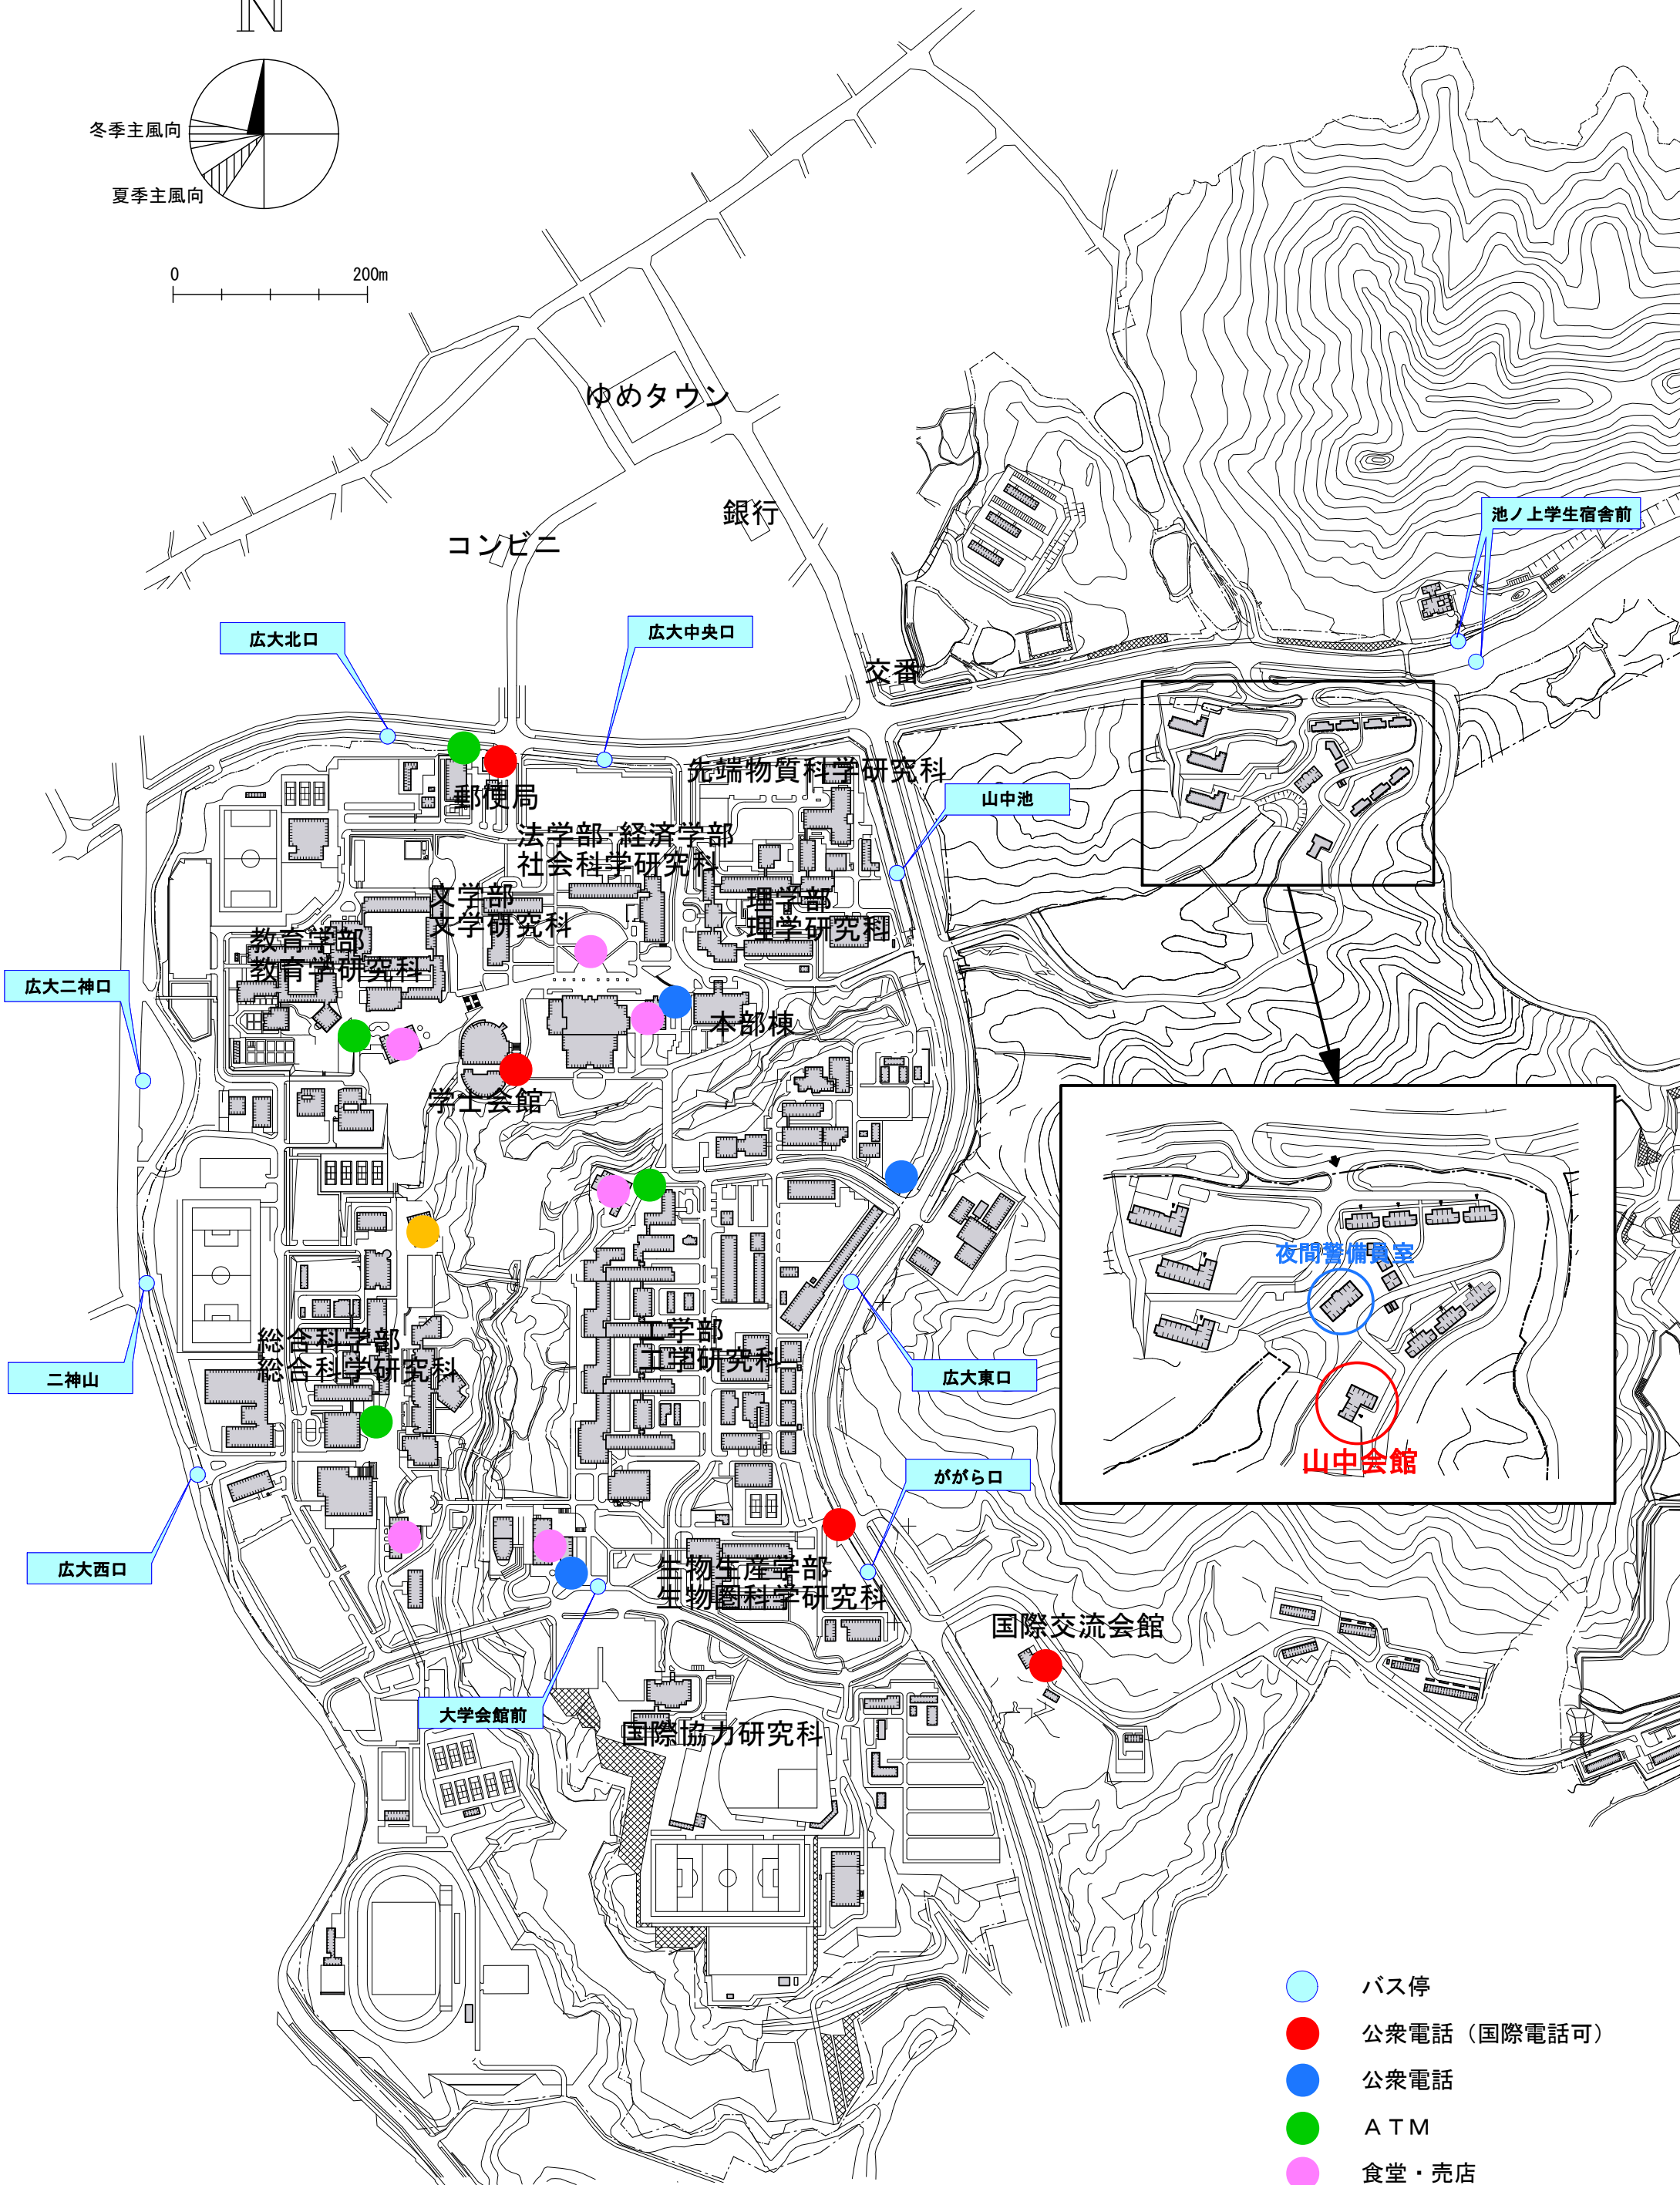 N
冬季主風向
夏季主風向
0 200m
ゆめタウン
銀行
コンビニ
池ノ上学生宿舎前
広大北口
広大中央口
交番
先端物質科学研究科
郵便局
山中池
法学部・経済学部
社会科学研究科
文学部
文学研究科
理学部
理学研究科
教育学部
教育学研究科
広大二神口
本部棟
学士会館
夜間警備員室
総合科学部
総合科学研究科
工学部
工学研究科
二神山
広大東口
山中会館
ががら口
広大西口
生物生産学部
生物圏科学研究科
国際交流会館
大学会館前
国際協力研究科
バス停
公衆電話（国際電話可）
公衆電話
ＡＴＭ
食堂・売店